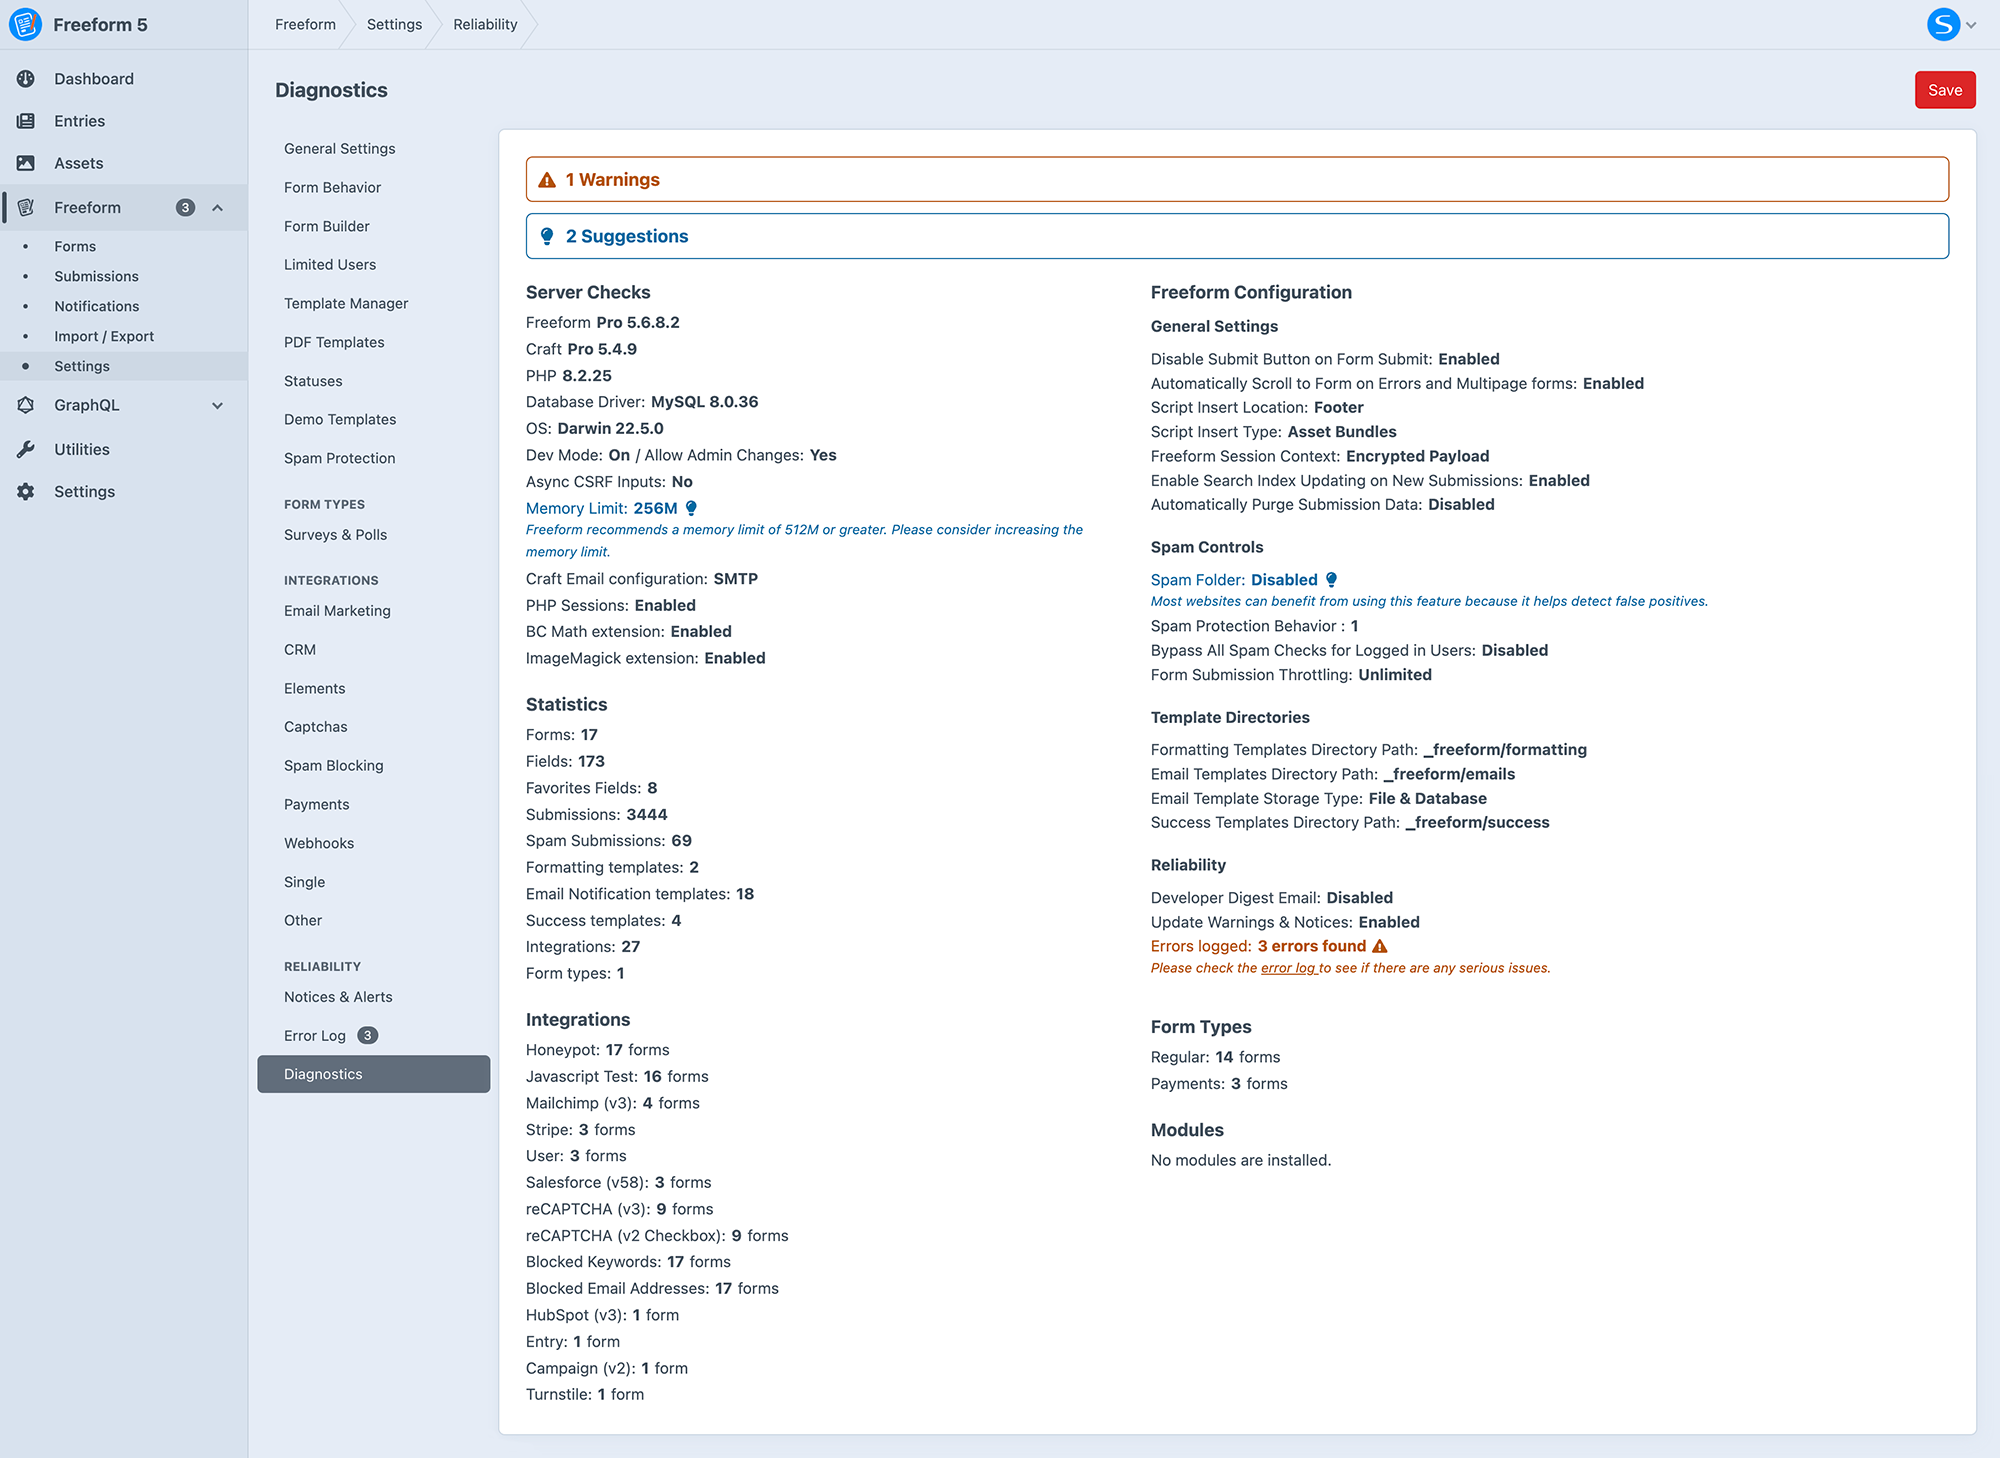 Freeform 5
Freeform
Settings
Reliability
S
Dashboard
Entries
Assets
Freeform 3
Forms
Submissions
Notifications
Import / Export
Settings
GraphQL
Utilities
Settings
Diagnostics
Save
General Settings
Form Behavior
Form Builder
Limited Users
Template Manager
PDF Templates
Statuses
Demo Templates
Spam Protection
FORM TYPES
Surveys & Polls
INTEGRATIONS
Email Marketing
CRM
Elements
Captchas
Spam Blocking
Payments
Webhooks
Single
Other
RELIABILITY
Notices & Alerts
Error Log 3
Diagnostics
1 Warnings
2 Suggestions
Server Checks
Freeform Pro 5.6.8.2
Craft Pro 5.4.9
PHP 8.2.25
Database Driver: MySQL 8.0.36
OS: Darwin 22.5.0
Dev Mode: On / Allow Admin Changes: Yes
Async CSRF Inputs: No
Memory Limit: 256M
Freeform recommends a memory limit of 512M or greater. Please consider increasing the
memory limit.
Craft Email configuration: SMTP
PHP Sessions: Enabled
BC Math extension: Enabled
ImageMagick extension: Enabled
Statistics
Forms: 17
Fields: 173
Favorites Fields: 8
Submissions: 3444
Spam Submissions: 69
Formatting templates: 2
Email Notification templates: 18
Success templates: 4
Integrations: 27
Form types: 1
Integrations
Honeypot: 17 forms
Javascript Test: 16 forms
Mailchimp (v3): 4 forms
Stripe: 3 forms
User: 3 forms
Salesforce (v58): 3 forms
reCAPTCHA (v3): 9 forms
reCAPTCHA (v2 Checkbox): 9 forms
Blocked Keywords: 17 forms
Blocked Email Addresses: 17 forms
HubSpot (v3): 1 form
Entry: 1 form
Campaign (v2): 1 form
Turnstile: 1 form
Freeform Configuration
General Settings
Disable Submit Button on Form Submit: Enabled
Automatically Scroll to Form on Errors and Multipage forms: Enabled
Script Insert Location: Footer
Script Insert Type: Asset Bundles
Freeform Session Context: Encrypted Payload
Enable Search Index Updating on New Submissions: Enabled
Automatically Purge Submission Data: Disabled
Spam Controls
Spam Folder: Disabled
Most websites can benefit from using this feature because it helps detect false positives.
Spam Protection Behavior : 1
Bypass All Spam Checks for Logged in Users: Disabled
Form Submission Throttling: Unlimited
Template Directories
Formatting Templates Directory Path: _freeform/formatting
Email Templates Directory Path: _freeform/emails
Email Template Storage Type: File & Database
Success Templates Directory Path: _freeform/success
Reliability
Developer Digest Email: Disabled
Update Warnings & Notices: Enabled
Errors logged: 3 errors found
Please check the error log to see if there are any serious issues.
Form Types
Regular: 14 forms
Payments: 3 forms
Modules
No modules are installed.